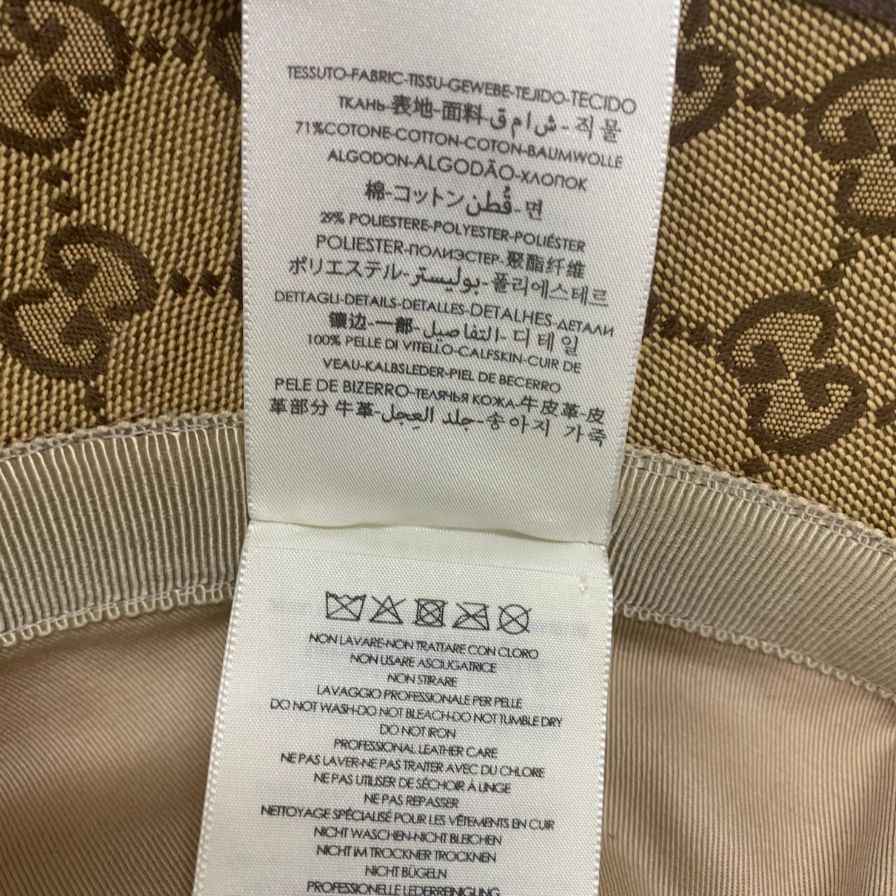 TESSUTO-FABRIC-TISSU-GEWEBE-TEJIDO-TECIDO
ТКАНЬ-表地-面料-قماش-직물
71%COTONE-COTTON-COTON-BAUMWOLLE
ALGODON-ALGODÃO-ХЛОПОК
棉-コットン-قُطن-면
29% POLIESTERE-POLYESTER-POLIÉSTER
POLIESTER-ПОЛИЭСТЕР-聚酯纤维
ポリエステル-بوليستر-폴리에스테르
DETTAGLI-DETAILS-DETALLES-DETALHES-ДЕТАЛИ
镶边-一部-التفاصيل-디테일
100% PELLE DI VITELLO-CALFSKIN-CUIR DE
VEAU-KALBSLEDER-PIEL DE BECERRO
PELE DE BIZERRO-ТЕЛЯЧЬЯ КОЖА-牛皮革-皮
革部分 牛革-جلد العِجل-송아지 가죽
NON LAVARE-NON TRATTARE CON CLORO
NON USARE ASCIUGATRICE
NON STIRARE
LAVAGGIO PROFESSIONALE PER PELLE
DO NOT WASH-DO NOT BLEACH-DO NOT TUMBLE DRY
DO NOT IRON
PROFESSIONAL LEATHER CARE
NE PAS LAVER-NE PAS TRAITER AVEC DU CHLORE
NE PAS UTILISER DE SÉCHOIR À LINGE
NE PAS REPASSER
NETTOYAGE SPÉCIALISÉ POUR LES VÊTEMENTS EN CUIR
NICHT WASCHEN-NICHT BLEICHEN
NICHT IM TROCKNER TROCKNEN
NICHT BÜGELN
PROFESSIONELLE LEDERREINIGUNG